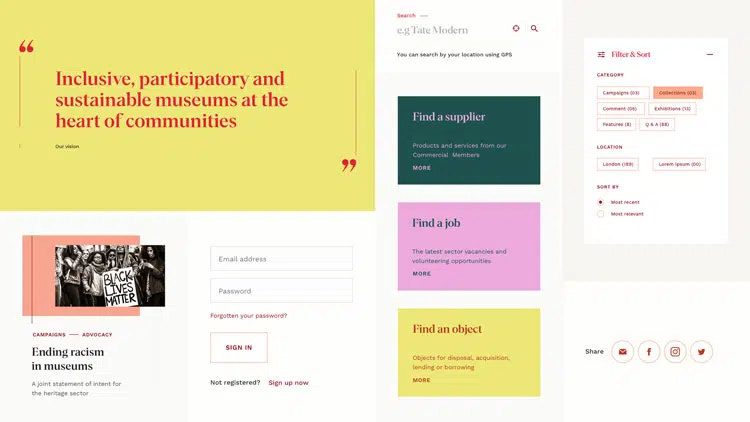 “
Inclusive, participatory and
sustainable museums at the
heart of communities
Our vision
”
BLACK
LIVES
MATTER
CAMPAIGNS — ADVOCACY
Ending racism
in museums
A joint statement of intent for
the heritage sector
Email address
Password
Forgotten your password?
SIGN IN
Not registered? Sign up now
Search —
e.g Tate Modern
You can search by your location using GPS
Find a supplier
Products and services from our
Commercial Members
MORE
Find a job
The latest sector vacancies and
volunteering opportunities
MORE
Find an object
Objects for disposal, acquisition,
lending or borrowing
MORE
Filter & Sort
CATEGORY
Campaigns (03) Collections (03)
Comment (05) Exhibitions (13)
Features (8) Q & A (88)
LOCATION
London (189) Lorem ipsum (00)
SORT BY
Most recent
Most relevant
Share